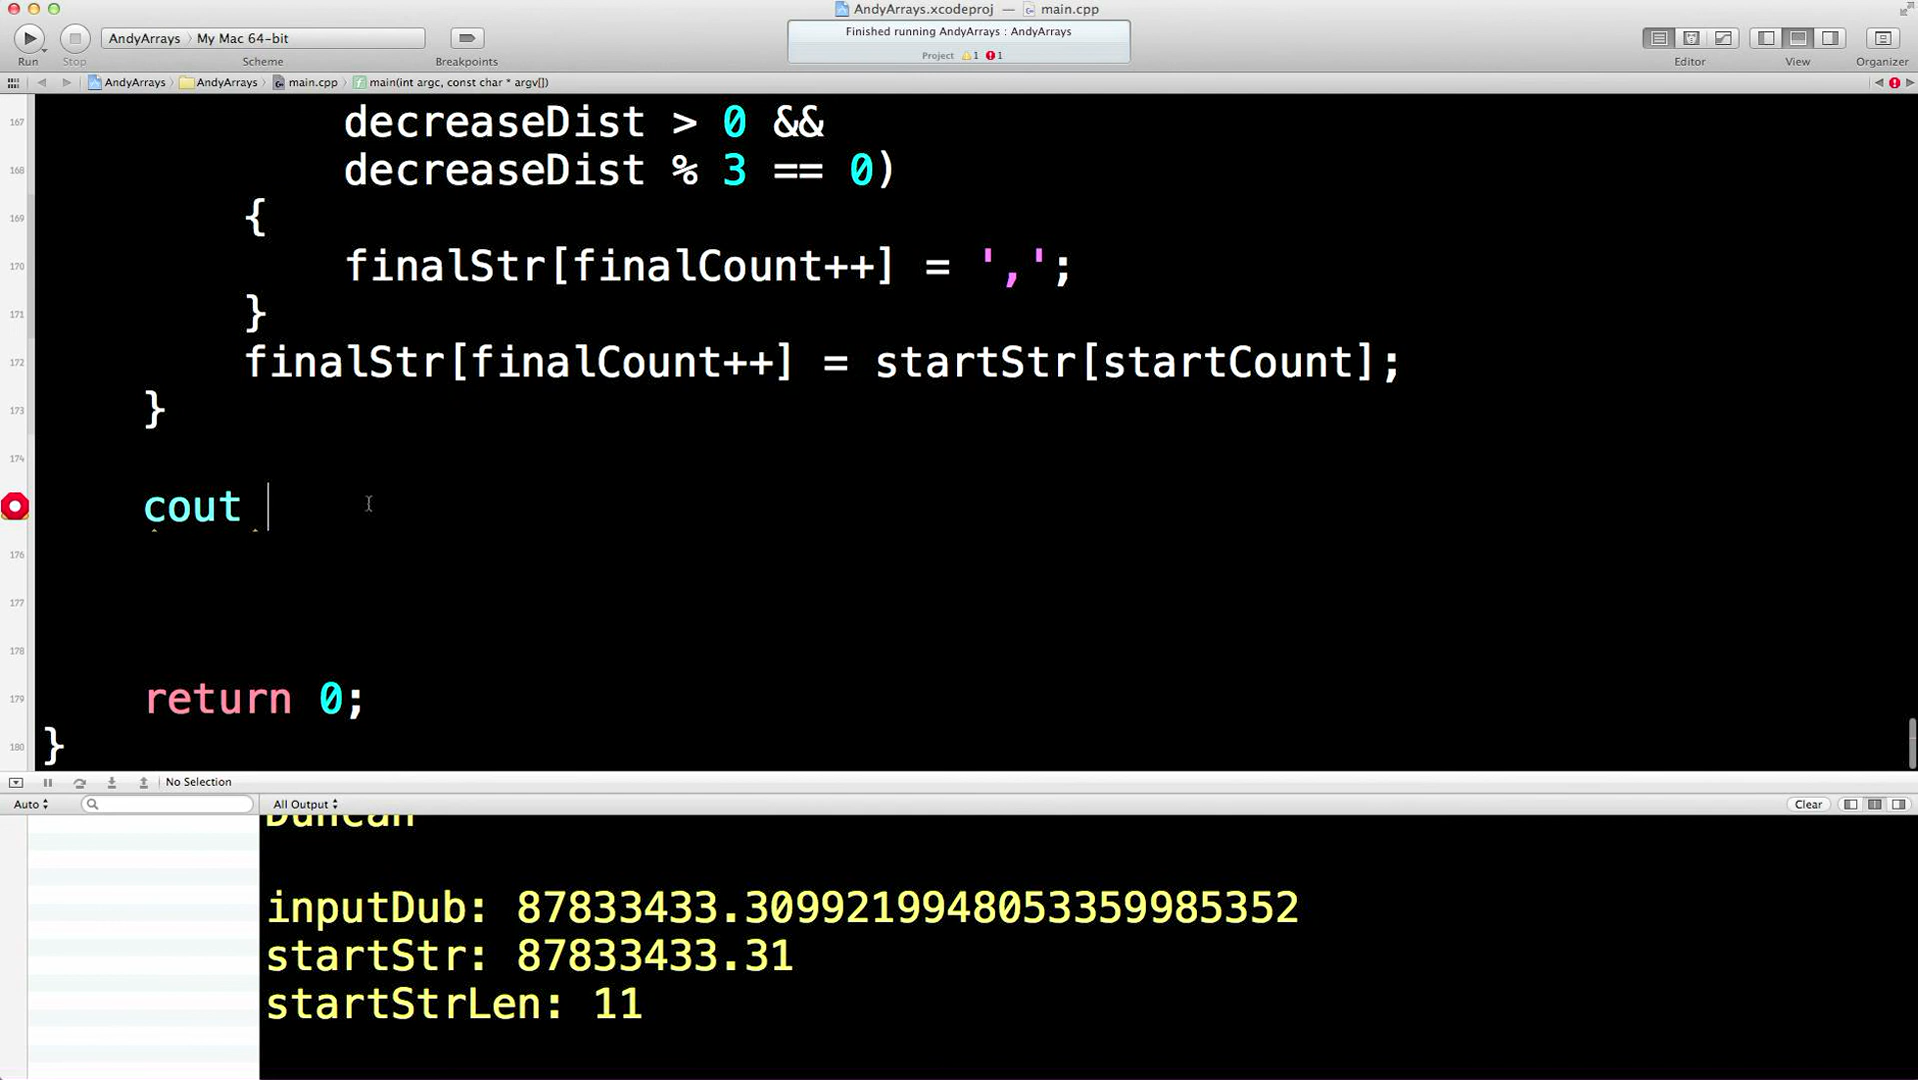 AndyArrays.xcodeproj — main.cpp
AndyArrays > My Mac 64-bit
Finished running AndyArrays : AndyArrays
Project 1 1
Run Stop Scheme Breakpoints Editor View Organizer
AndyArrays > AndyArrays > main.cpp > f main(int argc, const char * argv[])
167 decreaseDist > 0 &&
168 decreaseDist % 3 == 0)
169 {
170 finalStr[finalCount++] = ',';
171 }
172 finalStr[finalCount++] = startStr[startCount];
173 }
174
cout
176
177
178
179 return 0;
180 }
No Selection
Auto All Output Clear
Duncan
inputDub: 87833433.3099219948053359985352
startStr: 87833433.31
startStrLen: 11